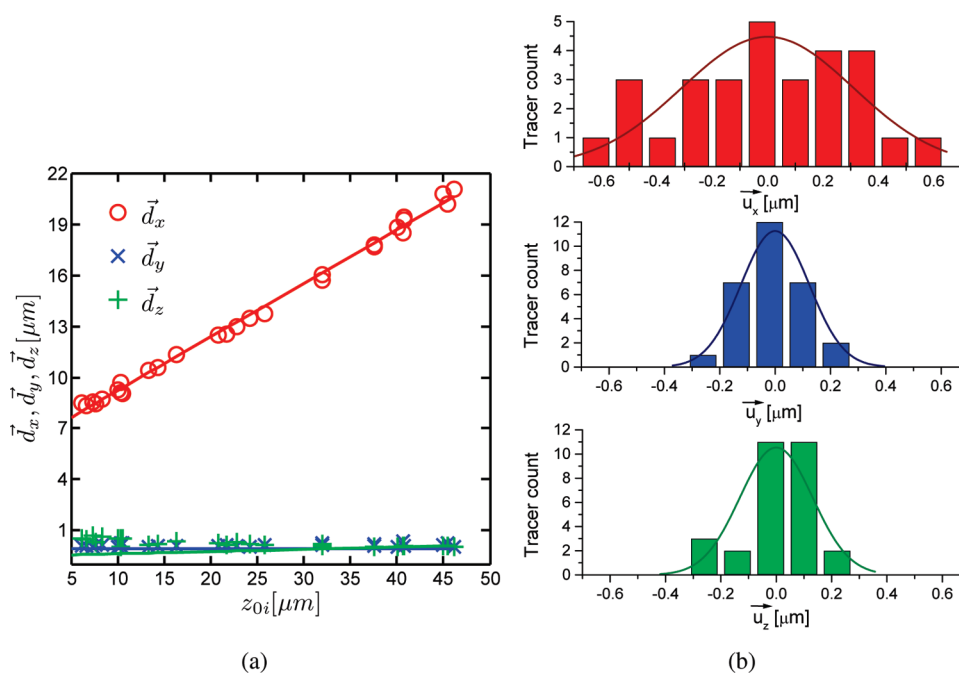 22
19
16
13
10
7
4
1
d⃗x, d⃗y, d⃗z [μm]
d⃗x
d⃗y
d⃗z
5 10 15 20 25 30 35 40 45 50
z0i[μm]
(a)
(b)
5
4
3
2
1
0
Tracer count
-0.6 -0.4 -0.2 0.0 0.2 0.4 0.6
u⃗x [μm]
12
10
8
6
4
2
0
Tracer count
-0.6 -0.4 -0.2 0.0 0.2 0.4 0.6
u⃗y [μm]
12
10
8
6
4
2
0
Tracer count
-0.6 -0.4 -0.2 0.0 0.2 0.4 0.6
u⃗z [μm]